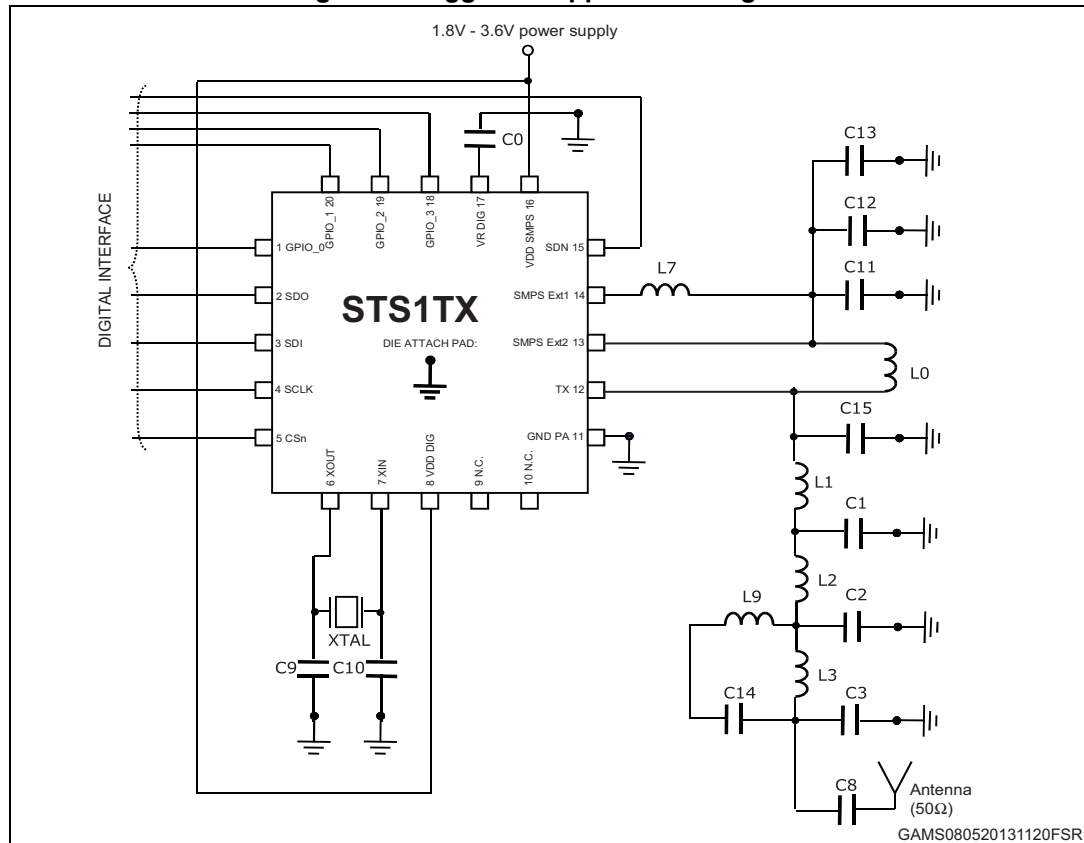 1.8V - 3.6V power supply
C0
C13
C12
C11
DIGITAL INTERFACE
GPIO_1 20
GPIO_2 19
GPIO_3 18
VR DIG 17
VDD SMPS 16
1 GPIO_0
SDN 15
2 SDO
STS1TX
SMPS Ext1 14
L7
3 SDI
DIE ATTACH PAD:
SMPS Ext2 13
4 SCLK
TX 12
L0
5 CSn
GND PA 11
C15
6 XOUT
7 XIN
8 VDD DIG
9 N.C.
10 N.C.
L1
C1
L2
L9
C2
XTAL
C9
C10
L3
C14
C3
C8
Antenna
(50Ω)
GAMS080520131120FSR